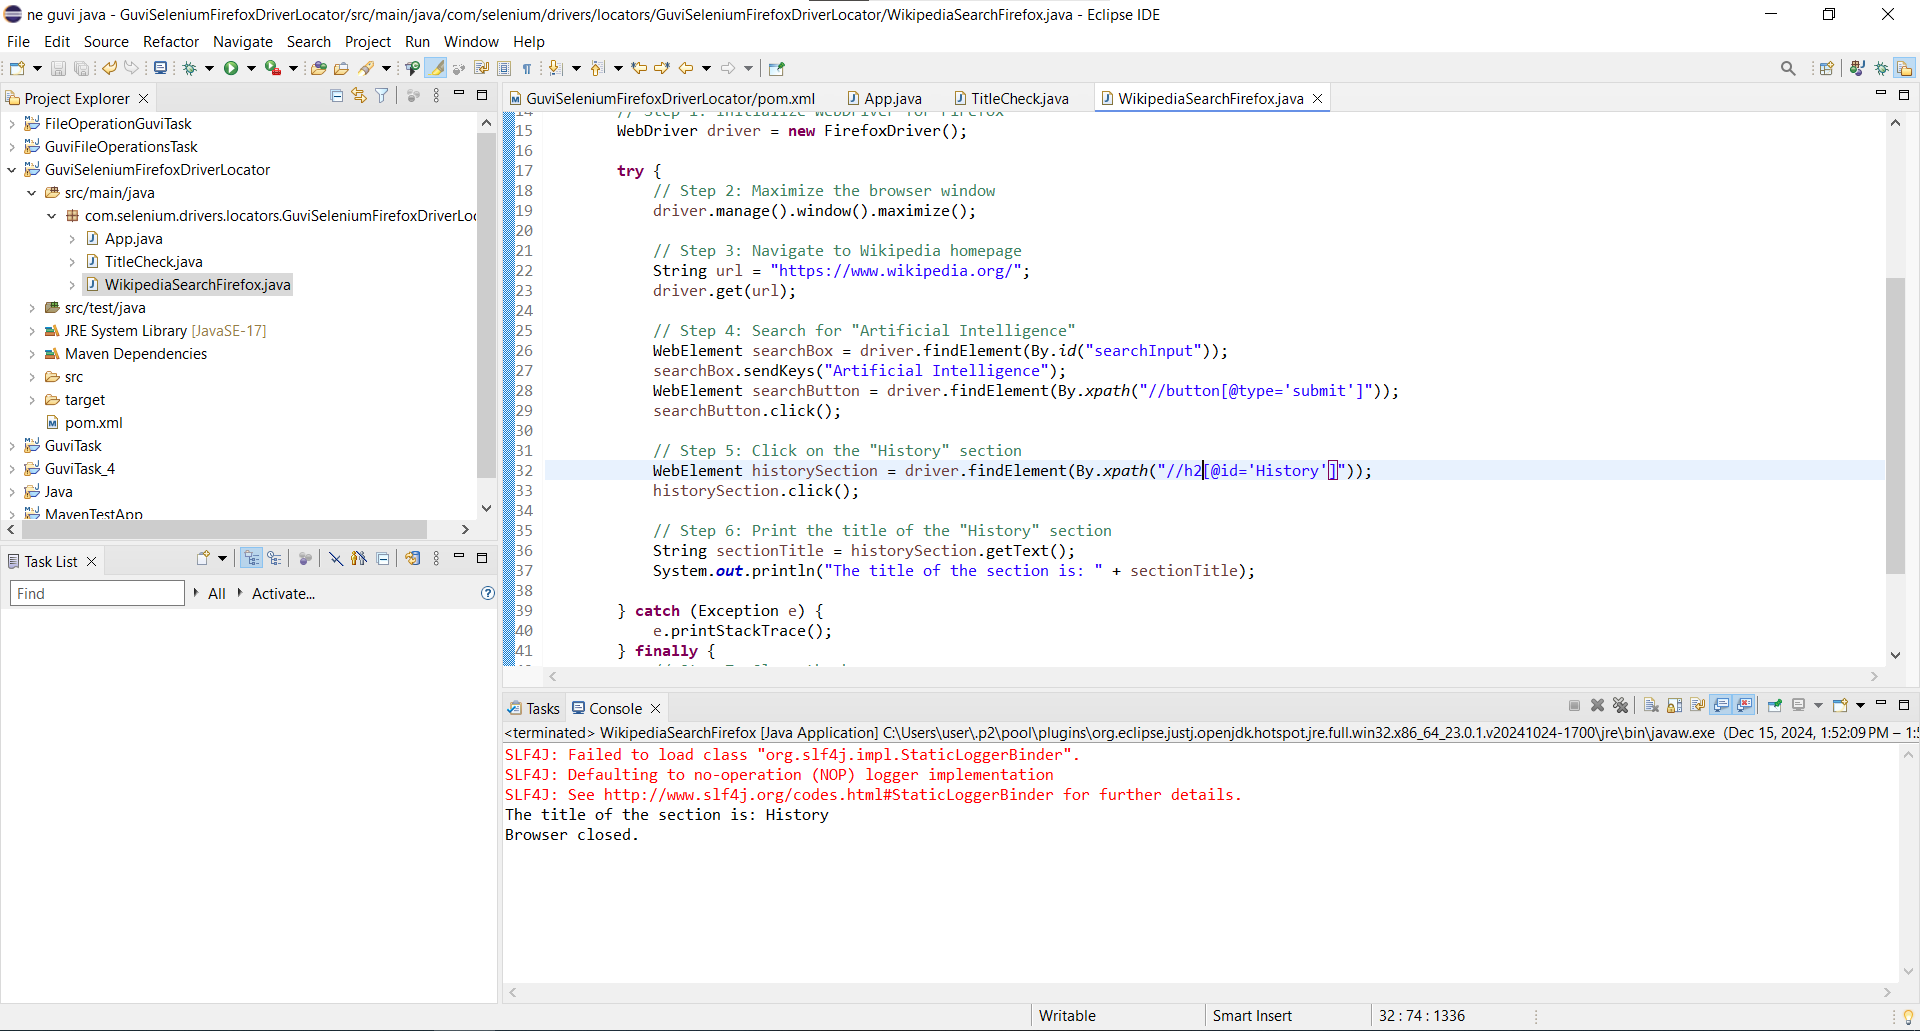 ne guvi java - GuviSeleniumFirefoxDriverLocator/src/main/java/com/selenium/drivers/locators/GuviSeleniumFirefoxDriverLocator/WikipediaSearchFirefox.java - Eclipse IDE
File Edit Source Refactor Navigate Search Project Run Window Help
Project Explorer
FileOperationGuviTask
GuviFileOperationsTask
GuviSeleniumFirefoxDriverLocator
src/main/java
com.selenium.drivers.locators.GuviSeleniumFirefoxDriverLoc
App.java
TitleCheck.java
WikipediaSearchFirefox.java
src/test/java
JRE System Library [JavaSE-17]
Maven Dependencies
src
target
pom.xml
GuviTask
GuviTask_4
Java
MavenTestApp
Task List
Find All Activate...
GuviSeleniumFirefoxDriverLocator/pom.xml App.java TitleCheck.java WikipediaSearchFirefox.java
14 // Step 1: Initialize WebDriver for Firefox
15 WebDriver driver = new FirefoxDriver();
16
17 try {
18 // Step 2: Maximize the browser window
19 driver.manage().window().maximize();
20
21 // Step 3: Navigate to Wikipedia homepage
22 String url = "https://www.wikipedia.org/";
23 driver.get(url);
24
25 // Step 4: Search for "Artificial Intelligence"
26 WebElement searchBox = driver.findElement(By.id("searchInput"));
27 searchBox.sendKeys("Artificial Intelligence");
28 WebElement searchButton = driver.findElement(By.xpath("//button[@type='submit']"));
29 searchButton.click();
30
31 // Step 5: Click on the "History" section
32 WebElement historySection = driver.findElement(By.xpath("//h2[@id='History']"));
33 historySection.click();
34
35 // Step 6: Print the title of the "History" section
36 String sectionTitle = historySection.getText();
37 System.out.println("The title of the section is: " + sectionTitle);
38
39 } catch (Exception e) {
40 e.printStackTrace();
41 } finally {
Tasks Console
<terminated> WikipediaSearchFirefox [Java Application] C:\Users\user\.p2\pool\plugins\org.eclipse.justj.openjdk.hotspot.jre.full.win32.x86_64_23.0.1.v20241024-1700\jre\bin\javaw.exe (Dec 15, 2024, 1:52:09 PM – 1:5
SLF4J: Failed to load class "org.slf4j.impl.StaticLoggerBinder".
SLF4J: Defaulting to no-operation (NOP) logger implementation
SLF4J: See http://www.slf4j.org/codes.html#StaticLoggerBinder for further details.
The title of the section is: History
Browser closed.
Writable Smart Insert 32 : 74 : 1336